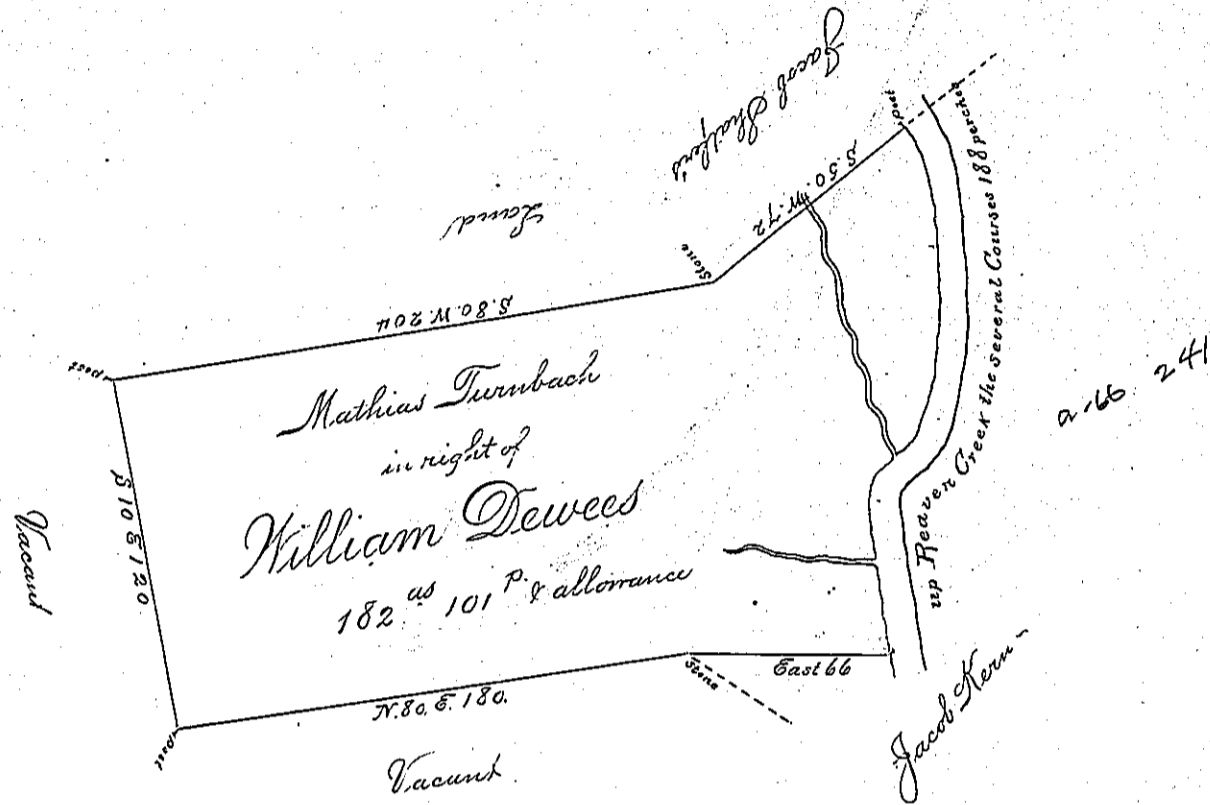 Jacob Shaffer's
Land
post
S. 50. W. 72
Stone
S. 80. W. 204
post
up Beaver Creek the several Courses 188 perches
a-66 241
Mathias Turnbach
in right of
William Dewees
182 as 101 P. & allowance
S 10 E 120
Vacant
Stone
East 66
N. 80. E. 180.
post
Vacant
Jacob Kern